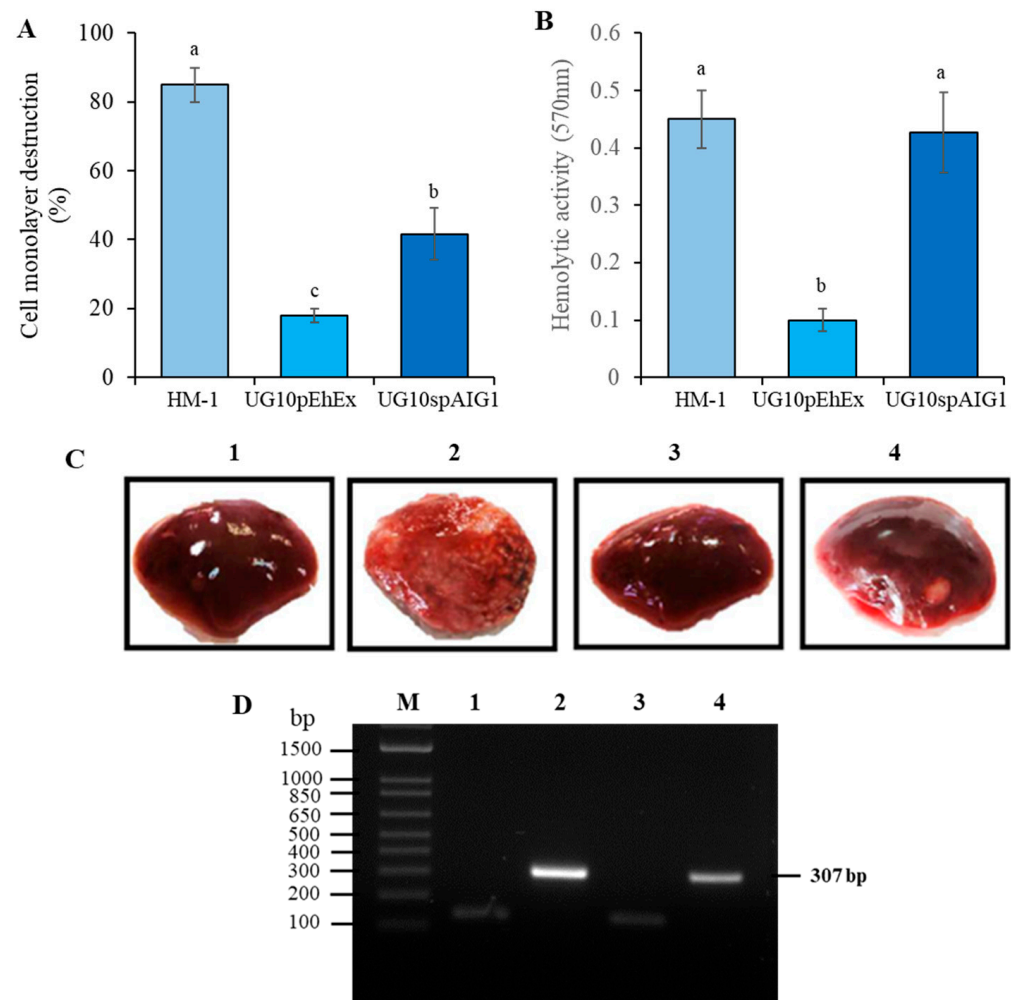 A
B
Cell monolayer destruction
(%)
100
80
60
40
20
0
a
c
b
HM-1 UG10pEhEx UG10spAIG1
Hemolytic activity (570nm)
0.6
0.5
0.4
0.3
0.2
0.1
0
a
b
a
HM-1 UG10pEhEx UG10spAIG1
C
1 2 3 4
D
bp
M 1 2 3 4
1500
1000
850
650
500
400
300
200
100
307 bp